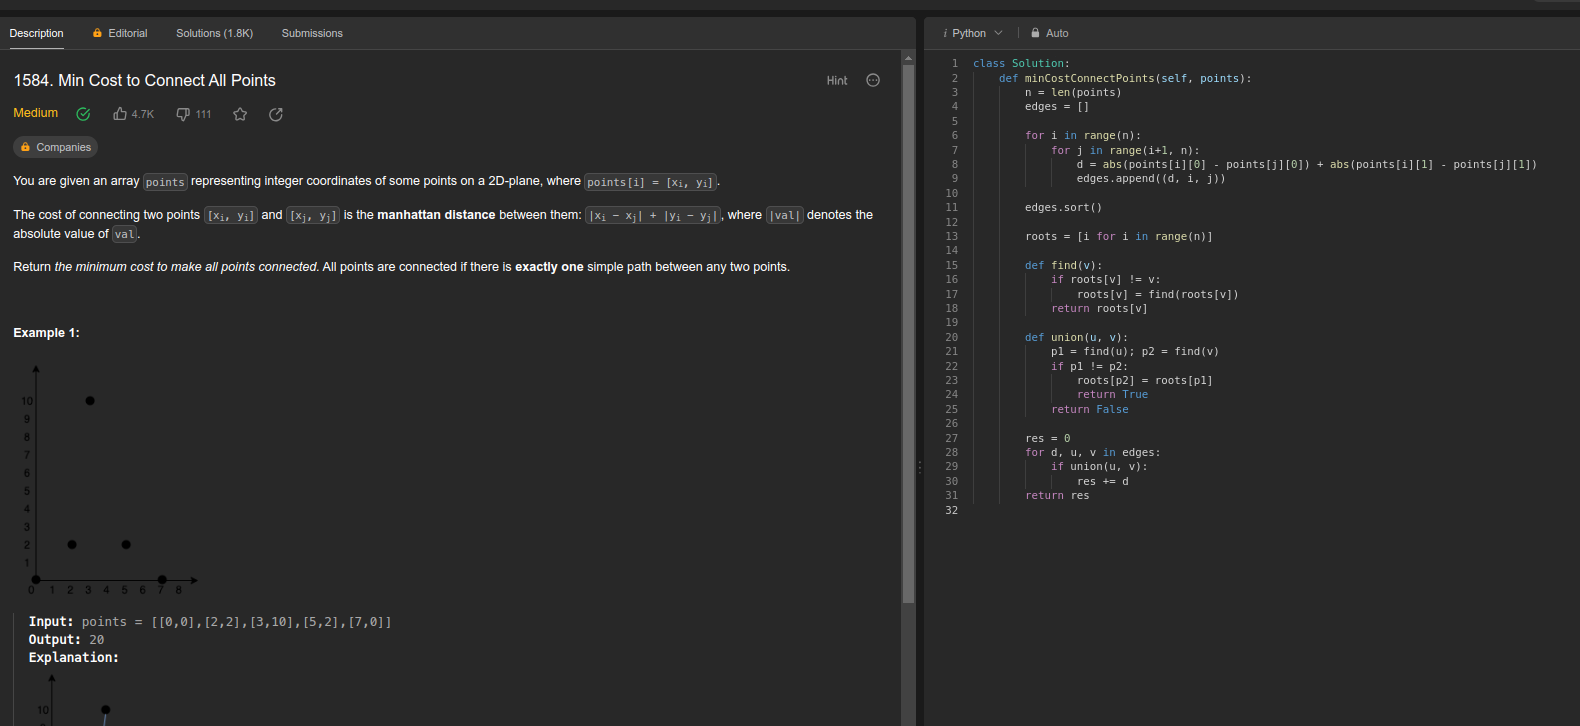 Description Editorial Solutions (1.8K) Submissions
1584. Min Cost to Connect All Points Hint
Medium 4.7K 111
Companies
You are given an array points representing integer coordinates of some points on a 2D-plane, where points[i] = [xi, yi].
The cost of connecting two points [xi, yi] and [xj, yj] is the manhattan distance between them: |xi - xj| + |yi - yj|, where |val| denotes the
absolute value of val.
Return the minimum cost to make all points connected. All points are connected if there is exactly one simple path between any two points.
Example 1:
10
9
8
7
6
5
4
3
2
1
0 1 2 3 4 5 6 7 8
Input: points = [[0,0],[2,2],[3,10],[5,2],[7,0]]
Output: 20
Explanation:
10
i Python Auto
1 class Solution:
2     def minCostConnectPoints(self, points):
3         n = len(points)
4         edges = []
5
6         for i in range(n):
7             for j in range(i+1, n):
8                 d = abs(points[i][0] - points[j][0]) + abs(points[i][1] - points[j][1])
9                 edges.append((d, i, j))
10
11         edges.sort()
12
13         roots = [i for i in range(n)]
14
15         def find(v):
16             if roots[v] != v:
17                 roots[v] = find(roots[v])
18             return roots[v]
19
20         def union(u, v):
21             p1 = find(u); p2 = find(v)
22             if p1 != p2:
23                 roots[p2] = roots[p1]
24                 return True
25             return False
26
27         res = 0
28         for d, u, v in edges:
29             if union(u, v):
30                 res += d
31         return res
32